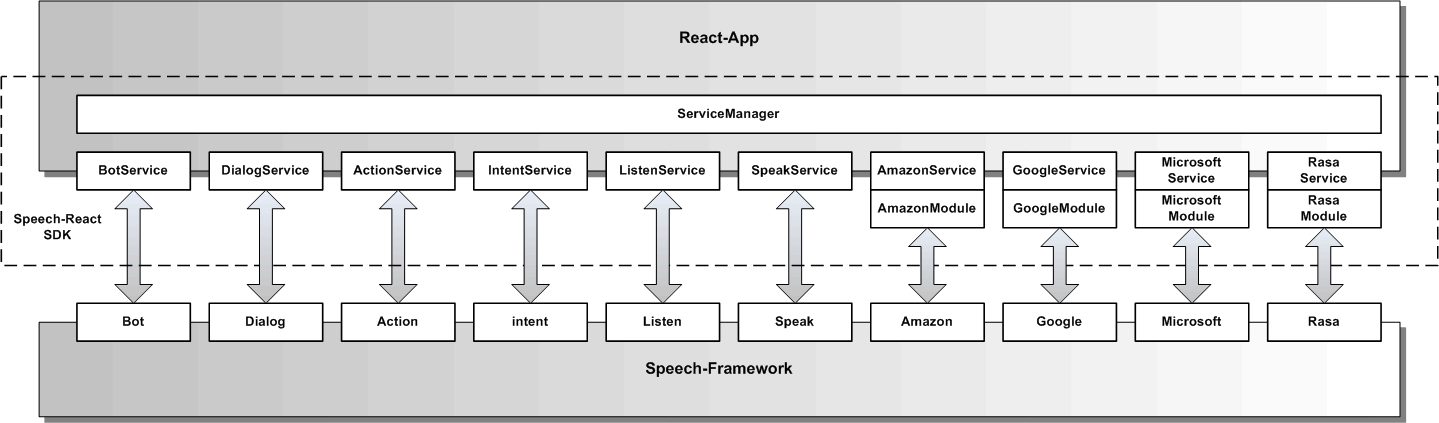 React-App
ServiceManager
BotService
DialogService
ActionService
IntentService
ListenService
SpeakService
AmazonService
GoogleService
Microsoft
Service
Rasa
Service
AmazonModule
GoogleModule
Microsoft
Module
Rasa
Module
Speech-React
SDK
Bot
Dialog
Action
intent
Listen
Speak
Amazon
Google
Microsoft
Rasa
Speech-Framework